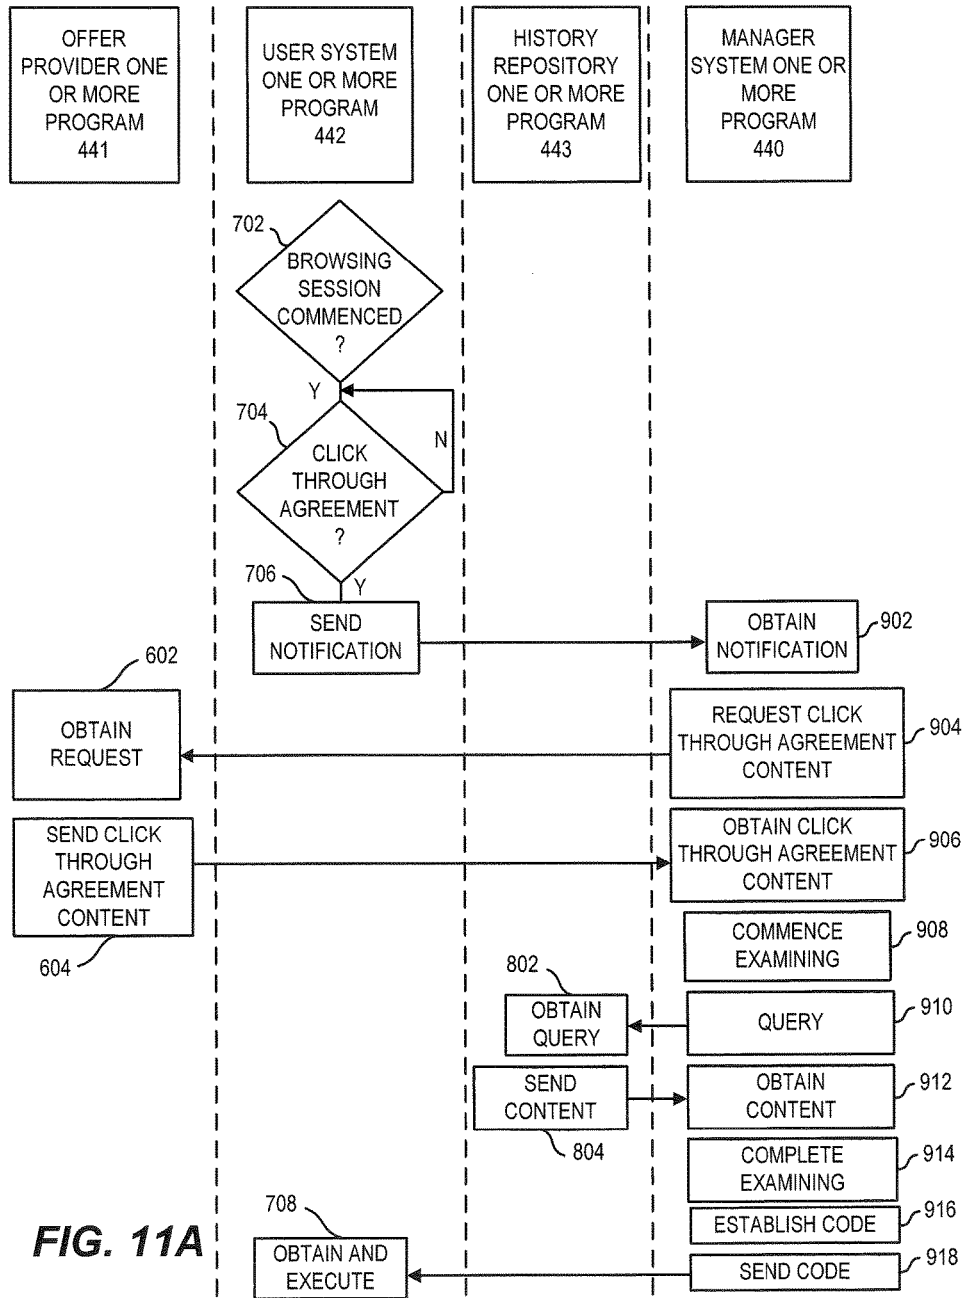 OFFER
PROVIDER ONE
OR MORE
PROGRAM
441
USER SYSTEM
ONE OR MORE
PROGRAM
442
HISTORY
REPOSITORY
ONE OR MORE
PROGRAM
443
MANAGER
SYSTEM ONE OR
MORE
PROGRAM
440
702
BROWSING
SESSION
COMMENCED
?
Y
704
N
CLICK
THROUGH
AGREEMENT
?
Y
706
SEND
NOTIFICATION
OBTAIN
NOTIFICATION
902
602
OBTAIN
REQUEST
REQUEST CLICK
THROUGH AGREEMENT
CONTENT
904
SEND CLICK
THROUGH
AGREEMENT
CONTENT
604
OBTAIN CLICK
THROUGH AGREEMENT
CONTENT
906
COMMENCE
EXAMINING
908
802
OBTAIN
QUERY
QUERY
910
SEND
CONTENT
804
OBTAIN
CONTENT
912
COMPLETE
EXAMINING
914
ESTABLISH CODE
916
708
OBTAIN AND
EXECUTE
SEND CODE
918
FIG. 11A